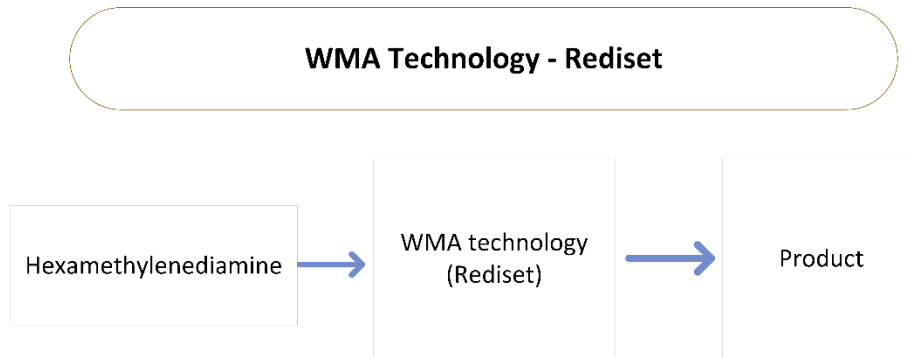 WMA Technology - Rediset
Hexamethylenediamine
WMA technology
(Rediset)
Product